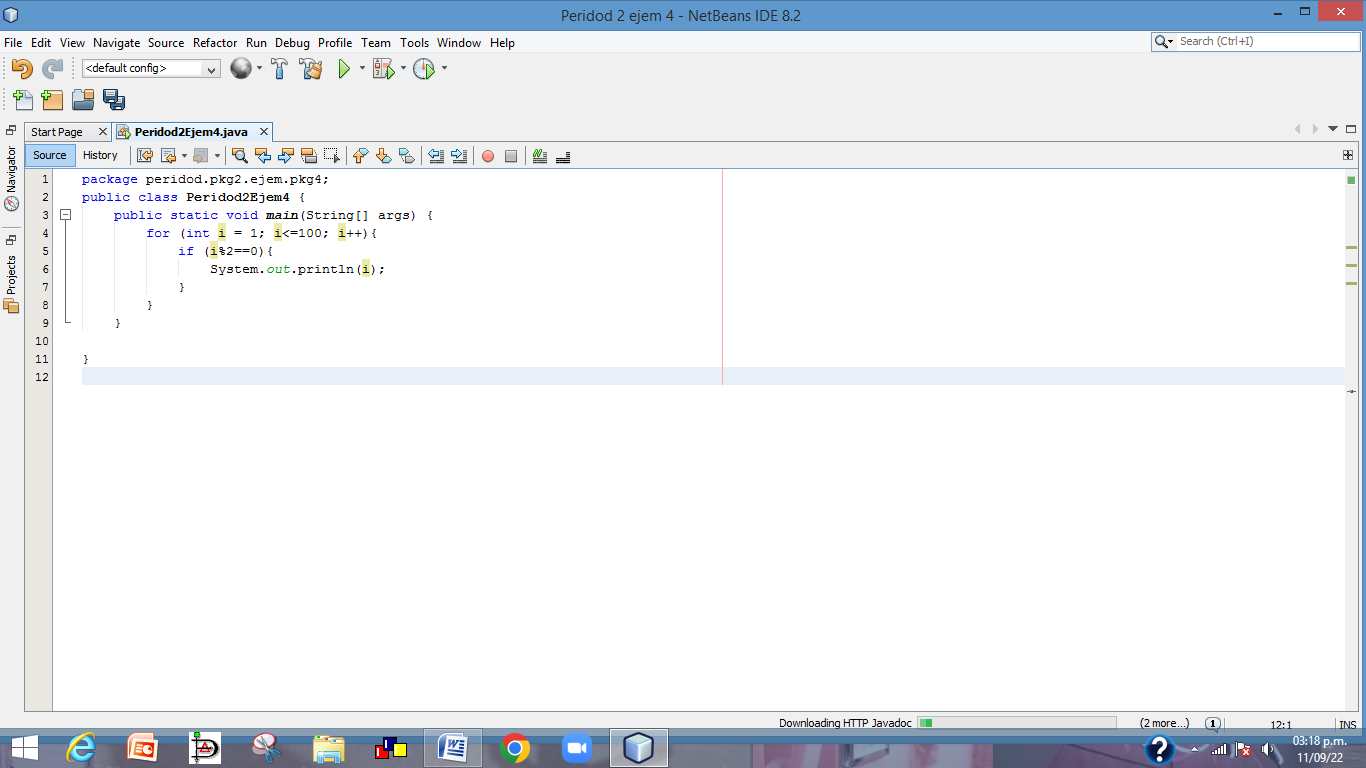 Peridod 2 ejem 4 - NetBeans IDE 8.2
File Edit View Navigate Source Refactor Run Debug Profile Team Tools Window Help
Search (Ctrl+I)
<default config>
Start Page
Peridod2Ejem4.java
Source History
Navigator
Projects
1 package peridod.pkg2.ejem.pkg4;
2 public class Peridod2Ejem4 {
3 public static void main(String[] args) {
4 for (int i = 1; i<=100; i++){
5 if (i%2==0){
6 System.out.println(i);
7 }
8 }
9 }
10
11 }
12
Downloading HTTP Javadoc
(2 more...)
12:1
INS
03:18 p.m.
11/09/22